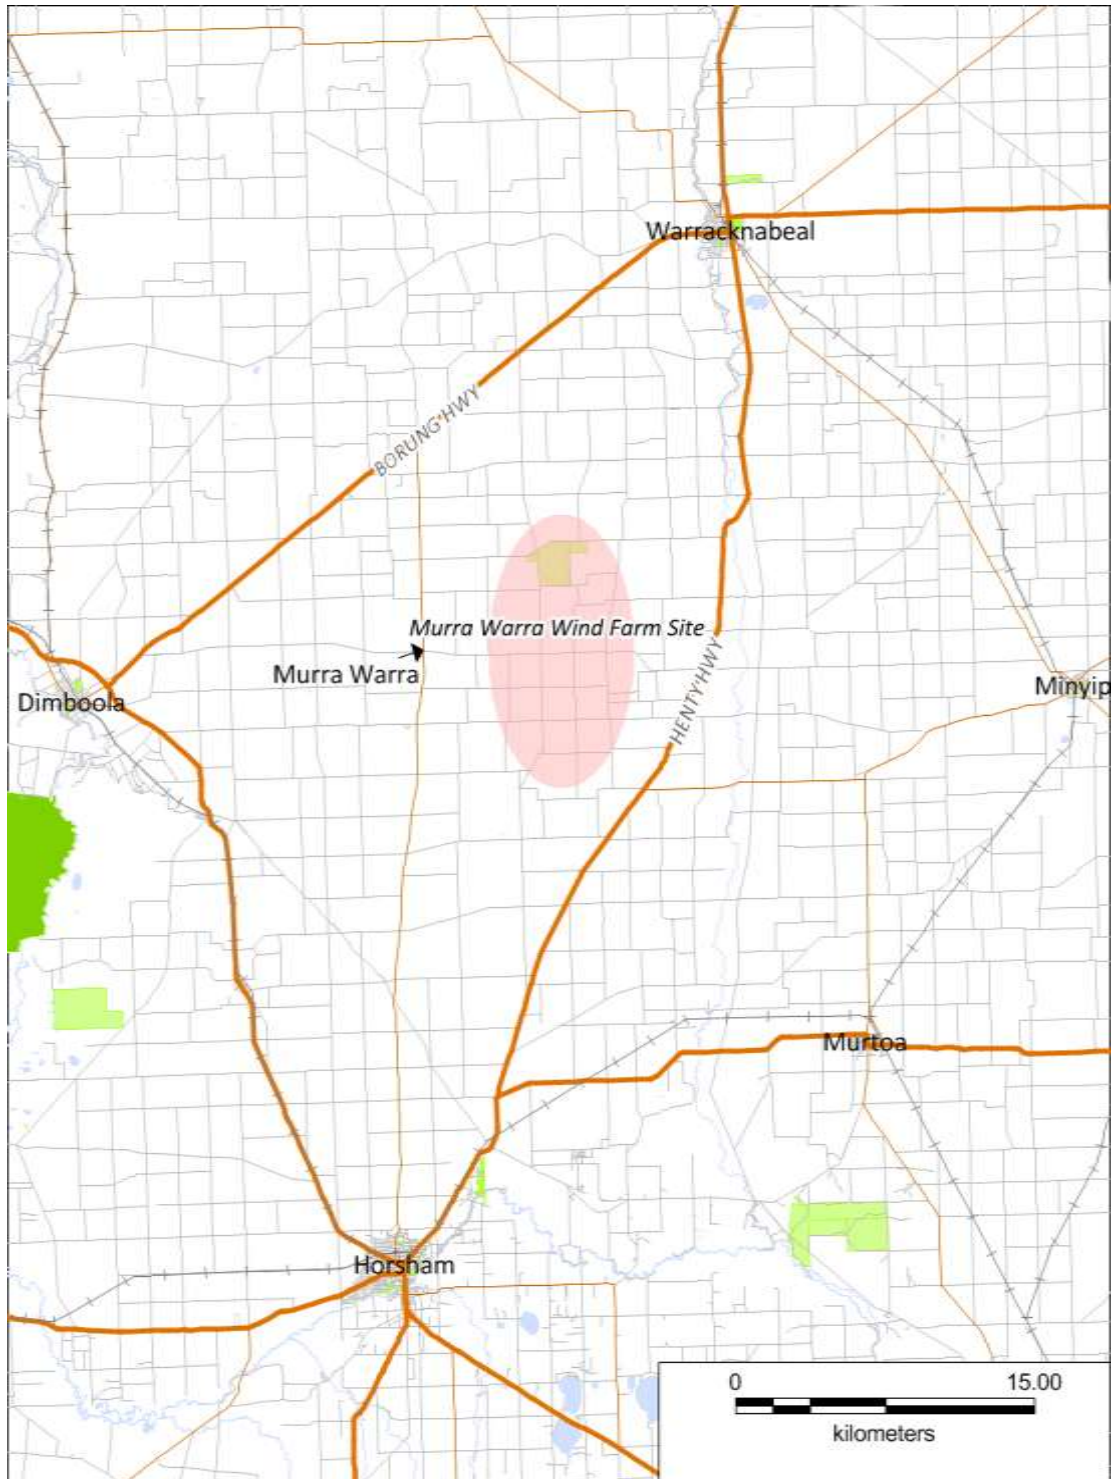 Warracknabeal
BORUNG HWY
Murra Warra Wind Farm Site
Murra Warra
HENTY HWY
Minyip
Dimboola
Murtoa
Horsham
0 15.00
kilometers